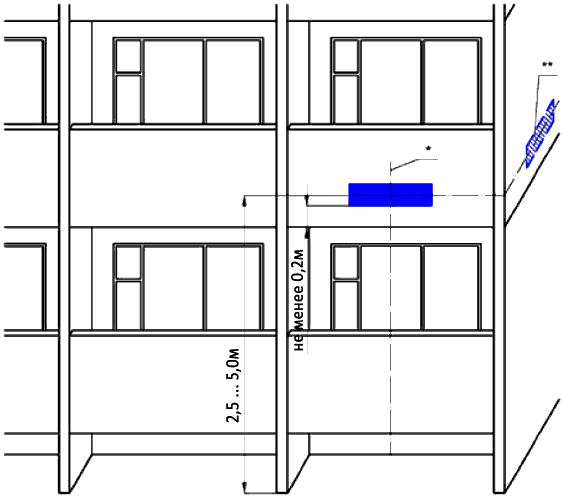 **
*
не менее 0,2м
2,5 ... 5,0м